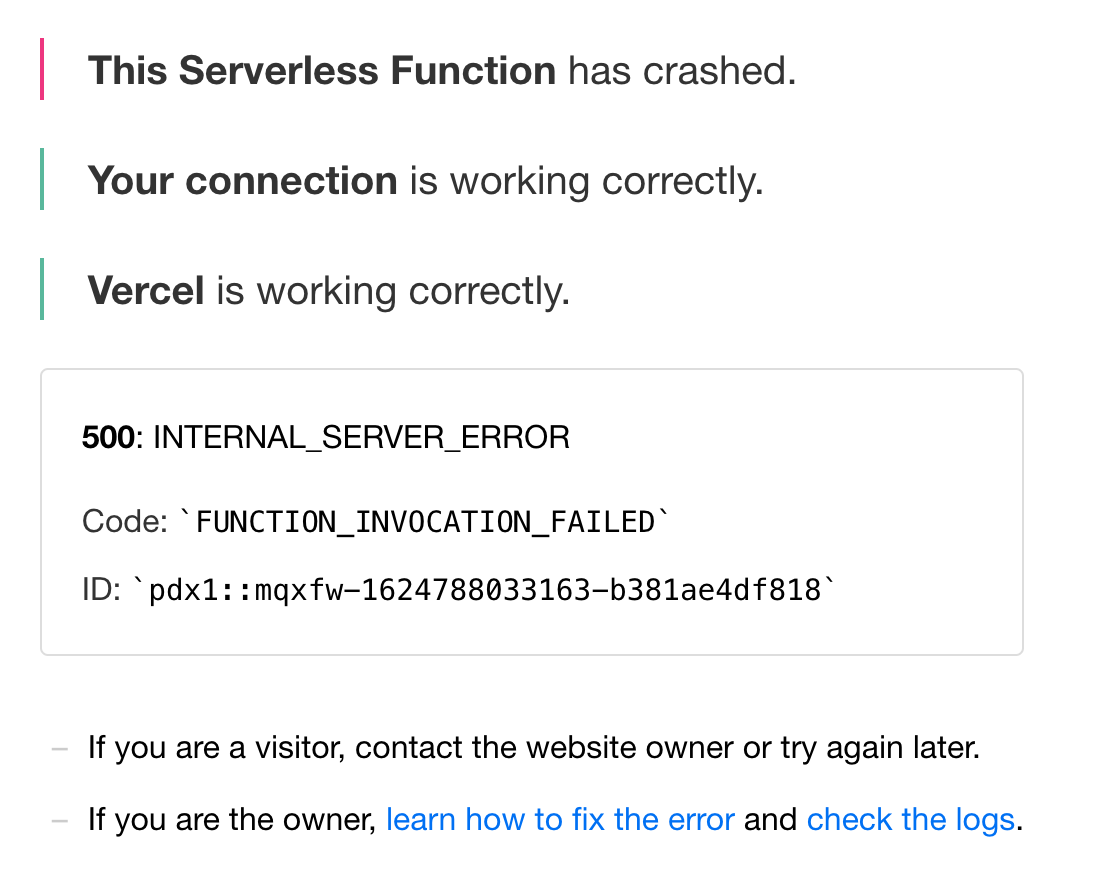 This Serverless Function has crashed.
Your connection is working correctly.
Vercel is working correctly.
500: INTERNAL_SERVER_ERROR
Code: `FUNCTION_INVOCATION_FAILED`
ID: `pdx1::mqxfw-1624788033163-b381ae4df818`
– If you are a visitor, contact the website owner or try again later.
– If you are the owner, learn how to fix the error and check the logs.